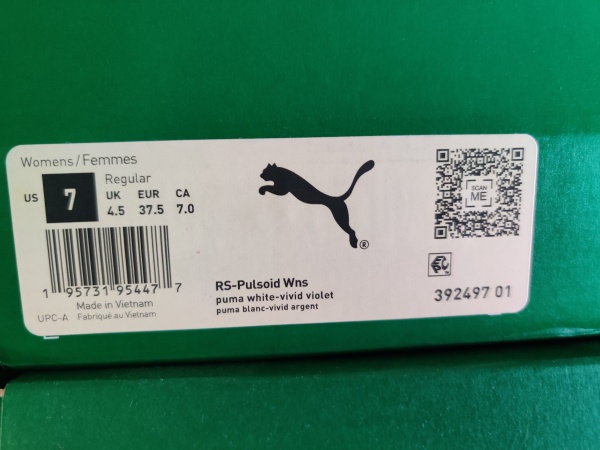 Womens/Femmes
Regular
US 7 UK EUR CA
4.5 37.5 7.0
1 95731 95447 7
Made in Vietnam
UPC-A Fabriqué au Vietnam
®
RS-Pulsoid Wns
puma white-vivid violet
puma blanc-vivid argent
SCAN
ME
392497 01